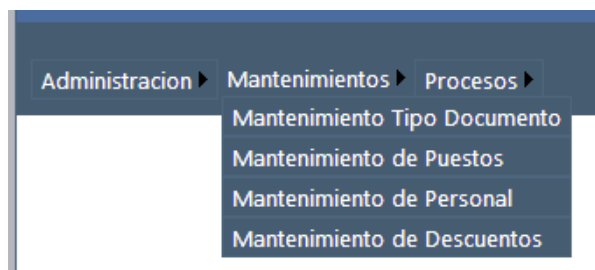 Administracion Mantenimientos Procesos
Mantenimiento Tipo Documento
Mantenimiento de Puestos
Mantenimiento de Personal
Mantenimiento de Descuentos